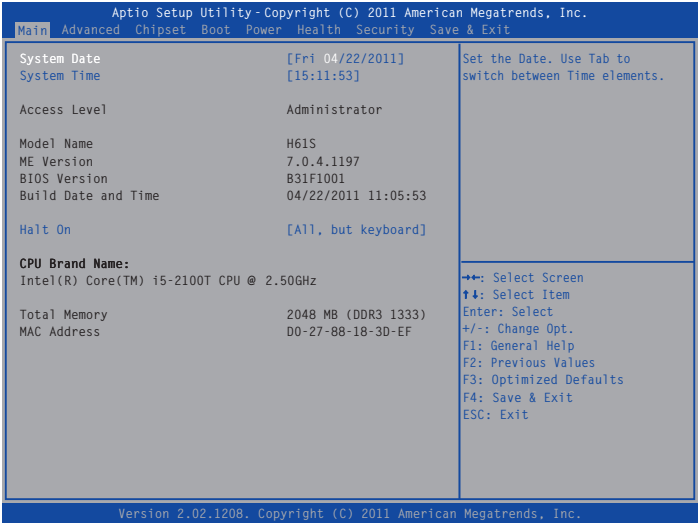 Aptio Setup Utility - Copyright (C) 2011 American Megatrends, Inc.
Main Advanced Chipset Boot Power Health Security Save & Exit
System Date [Fri 04/22/2011]
System Time [15:11:53]
Access Level Administrator
Model Name H61S
ME Version 7.0.4.1197
BIOS Version B31F1001
Build Date and Time 04/22/2011 11:05:53
Halt On [All, but keyboard]
CPU Brand Name:
Intel(R) Core(TM) i5-2100T CPU @ 2.50GHz
Total Memory 2048 MB (DDR3 1333)
MAC Address D0-27-88-18-3D-EF
Set the Date. Use Tab to
switch between Time elements.
→←: Select Screen
↑↓: Select Item
Enter: Select
+/-: Change Opt.
F1: General Help
F2: Previous Values
F3: Optimized Defaults
F4: Save & Exit
ESC: Exit
Version 2.02.1208. Copyright (C) 2011 American Megatrends, Inc.